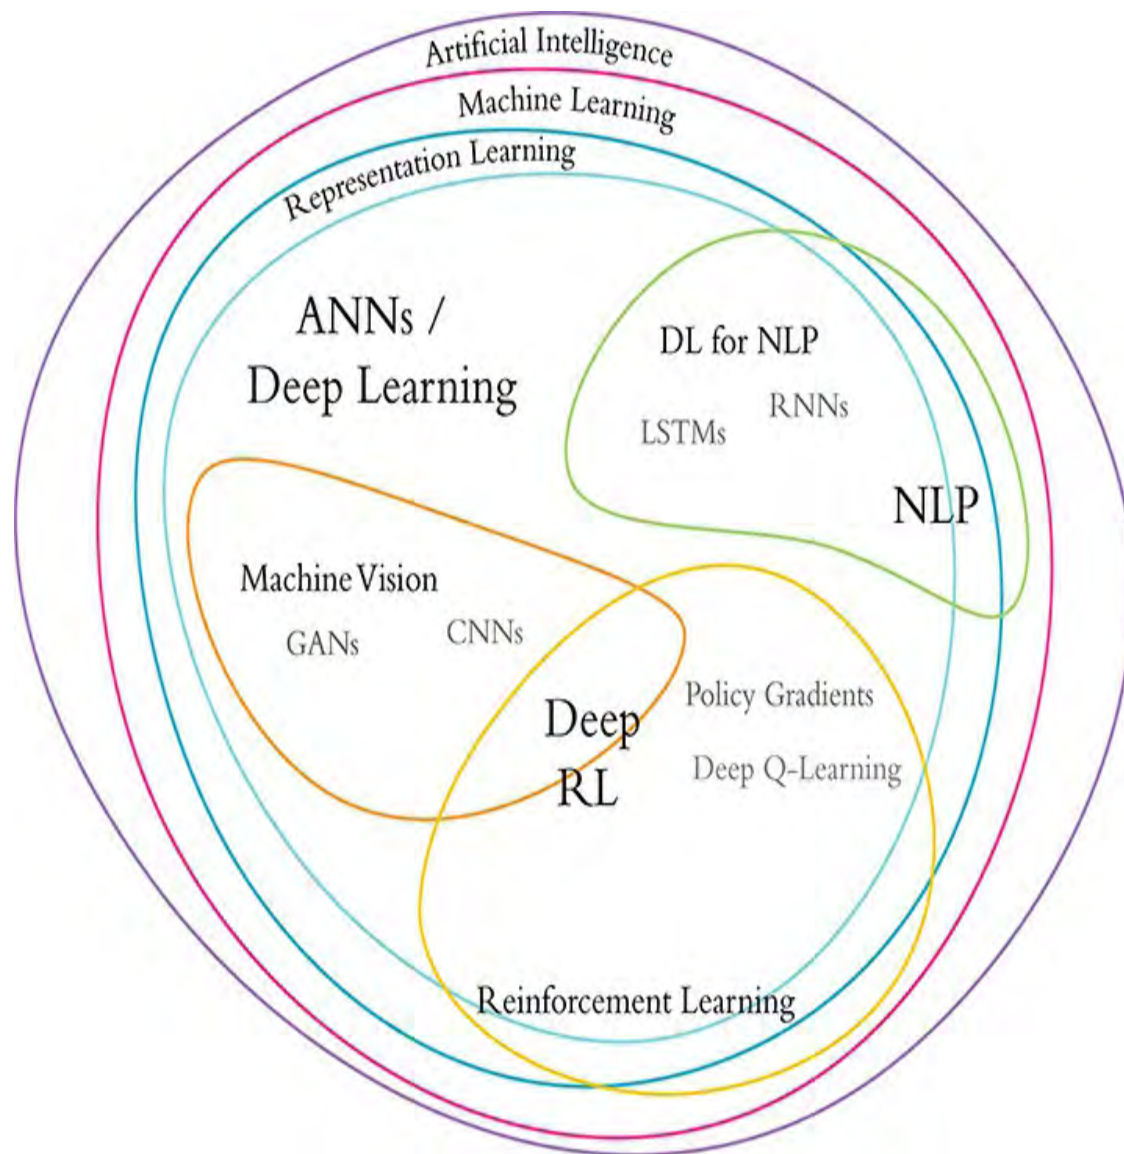 Artificial Intelligence
Machine Learning
Representation Learning
ANNs /
Deep Learning
DL for NLP
RNNs
LSTMs
NLP
Machine Vision
GANs
CNNs
Deep
RL
Policy Gradients
Deep Q-Learning
Reinforcement Learning